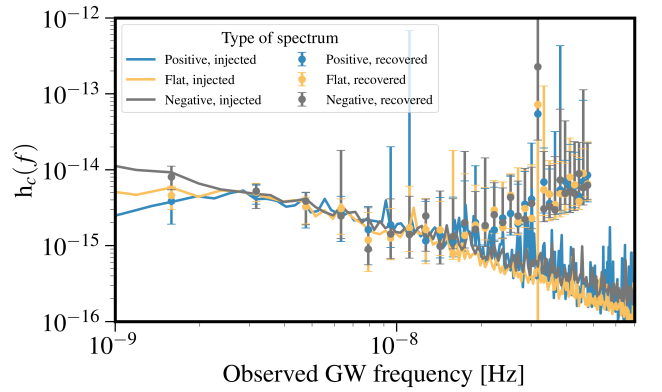 10⁻¹²
10⁻¹³
10⁻¹⁴
10⁻¹⁵
10⁻¹⁶
h_c(f)
Type of spectrum
Positive, injected
Flat, injected
Negative, injected
Positive, recovered
Flat, recovered
Negative, recovered
10⁻⁹
10⁻⁸
Observed GW frequency [Hz]